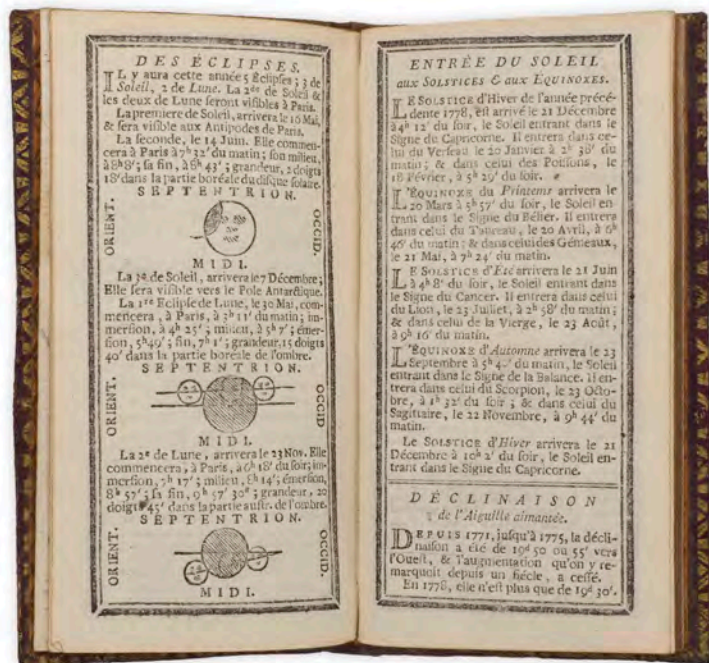 DES ÉCLIPSES.
IL y aura cette année 5 Éclipses; 3 de
Soleil, 2 de Lune. La 2de de Soleil &
les deux de Lune seront visibles à Paris.
La premiere de Soleil, arrivera le 16 Mai,
& sera visible aux Antipodes de Paris.
La seconde, le 14 Juin. Elle commen-
cera à Paris à 7h 32′ du matin; son milieu,
à 8h 8′; sa fin, à 8h 43′; grandeur, 2 doigts
18′ dans la partie boréale du disque solaire.
SEPTENTRION.
ORIENT.
OCCID.
MIDI.
La 3e. de Soleil, arrivera le 7 Décembre;
Elle sera visible vers le Pole Antarctique.
La 1re Eclipse de Lune, le 30 Mai, com-
mencera, à Paris, à 3h 11′ du matin; im-
mersion, à 4h 25′; milieu, à 5h 7′; émer-
sion, 5h 49′; fin, 7h 1′; grandeur, 15 doigts
40′ dans la partie boréale de l'ombre.
SEPTENTRION.
ORIENT.
OCCID
MIDI.
La 2e de Lune, arrivera le 23 Nov. Elle
commencera, à Paris, à 6h 18′ du soir; im-
mersion, 7h 17′; milieu, 8h 14′; émersion,
8h 57′; sa fin, 9h 57′ 30″; grandeur, 20
doigts 45′ dans la partie austr. de l'ombre.
SEPTENTRION.
ORIENT.
OCCID.
MIDI.
ENTRÉE DU SOLEIL
aux SOLSTICES & aux ÉQUINOXES.
LE SOLSTICE d'Hiver de l'année précé-
dente 1778, est arrivé le 21 Décembre
à 4h 12′ du soir, le Soleil entrant dans le
Signe du Capricorne. Il entrera dans ce-
lui du Verseau le 20 Janvier à 2h 38′ du
matin; & dans celui des Poissons, le
18 Février, à 5h 29′ du soir.
L'ÉQUINOXE du Printems arrivera le
20 Mars à 5h 57′ du soir, le Soleil en-
trant dans le Signe du Bélier. Il entrera
dans celui du Taureau, le 20 Avril, à 6h
46′ du matin; & dans celui des Gémeaux,
le 21 Mai, à 7h 24′ du matin.
LE SOLSTICE d'Été arrivera le 21 Juin
à 4h 8′ du soir, le Soleil entrant dans
le Signe du Cancer. Il entrera dans celui
du Lion, le 23 Juillet, à 2h 58′ du matin;
& dans celui de la Vierge, le 23 Août,
à 9h 16′ du matin.
L'ÉQUINOXE d'Automne arrivera le 23
Septembre à 5h du matin, le Soleil
entrant dans le Signe de la Balance. Il en-
trera dans celui du Scorpion, le 23 Octo-
bre, à 1h 32′ du soir; & dans celui du
Sagittaire, le 22 Novembre, à 9h 44′ du
matin.
Le SOLSTICE d'Hiver arrivera le 21
Décembre à 10h 2′ du soir, le Soleil en-
trant dans le Signe du Capricorne.
DÉCLINAISON
de l'Aiguille aimantée.
DEPUIS 1771, jusqu'à 1775, la décli-
naison a été de 19d 50 ou 55′ vers
l'Ouest, & l'augmentation qu'on y re-
marquoit depuis un siécle, a cessé.
En 1778, elle n'est plus que de 19d 30′.